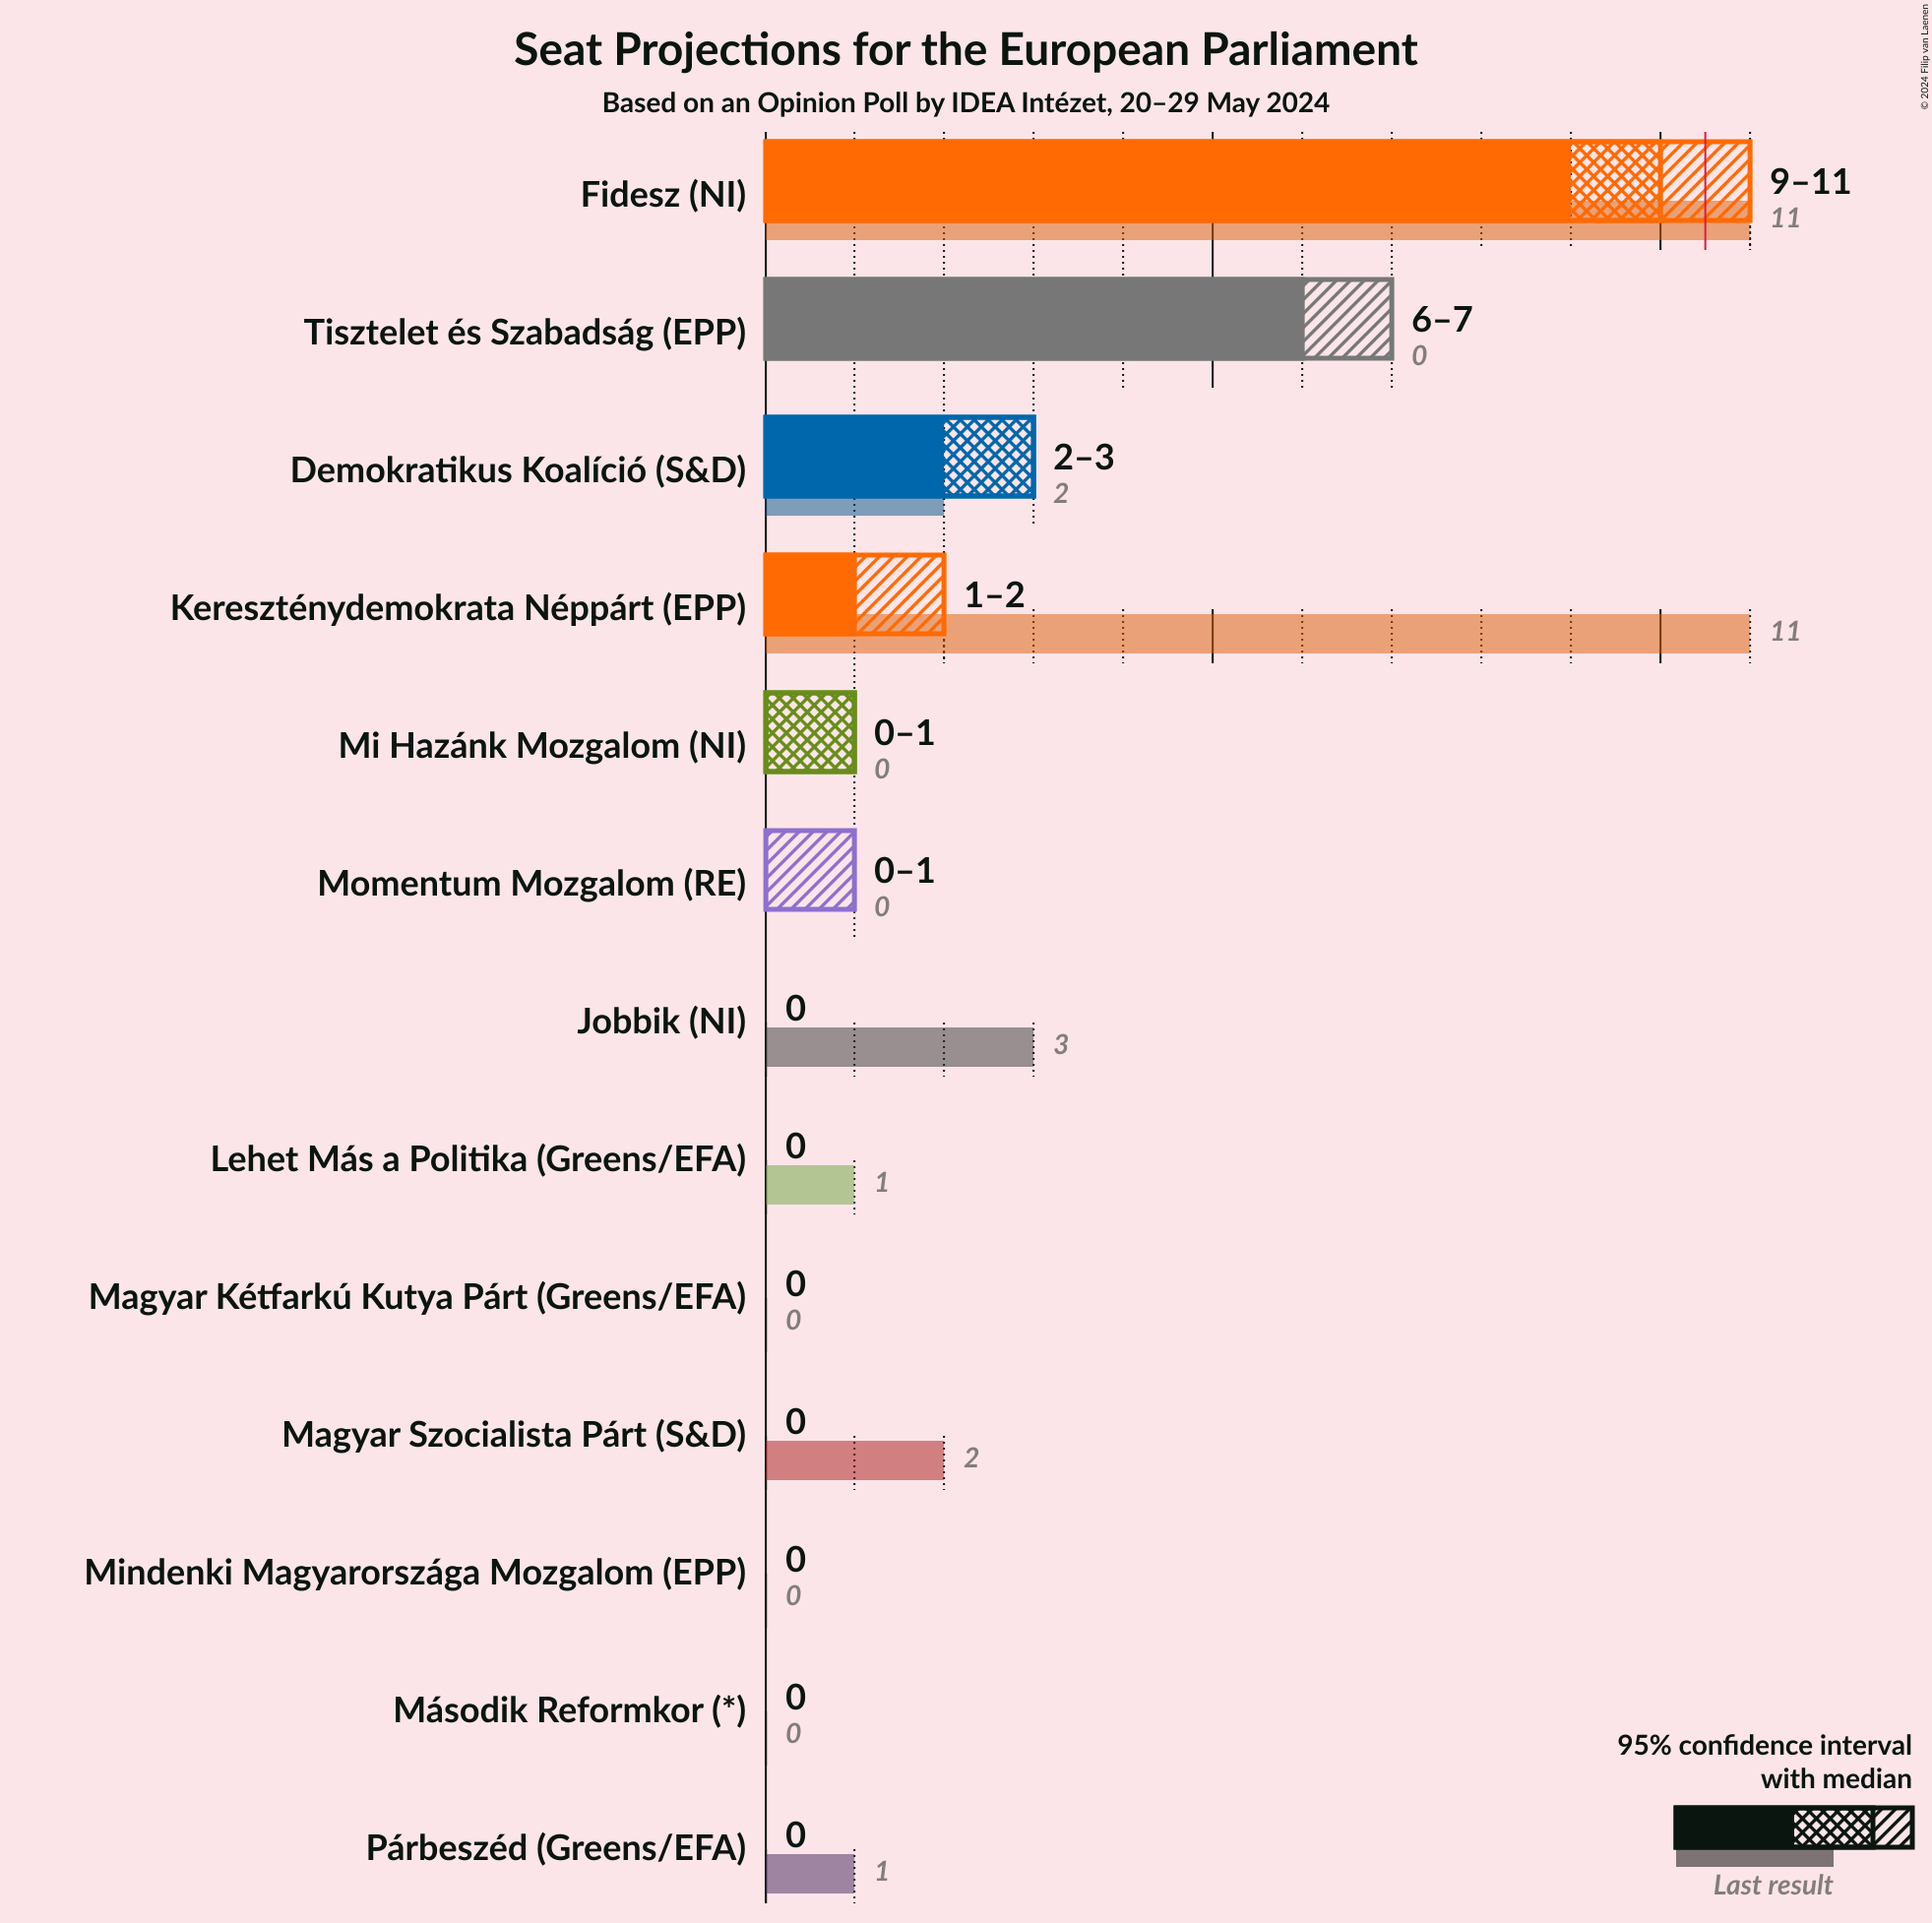 Seat Projections for the European Parliament
Based on an Opinion Poll by IDEA Intézet, 20–29 May 2024
© 2024 Filip van Laenen
Fidesz (NI)
9–11
11
Tisztelet és Szabadság (EPP)
6–7
0
Demokratikus Koalíció (S&D)
2–3
2
Kereszténydemokrata Néppárt (EPP)
1–2
11
Mi Hazánk Mozgalom (NI)
0–1
0
Momentum Mozgalom (RE)
0–1
0
Jobbik (NI)
0
3
Lehet Más a Politika (Greens/EFA)
0
1
Magyar Kétfarkú Kutya Párt (Greens/EFA)
0
0
Magyar Szocialista Párt (S&D)
0
2
Mindenki Magyarországa Mozgalom (EPP)
0
0
Második Reformkor (*)
0
0
Párbeszéd (Greens/EFA)
0
1
95% confidence interval
with median
Last result